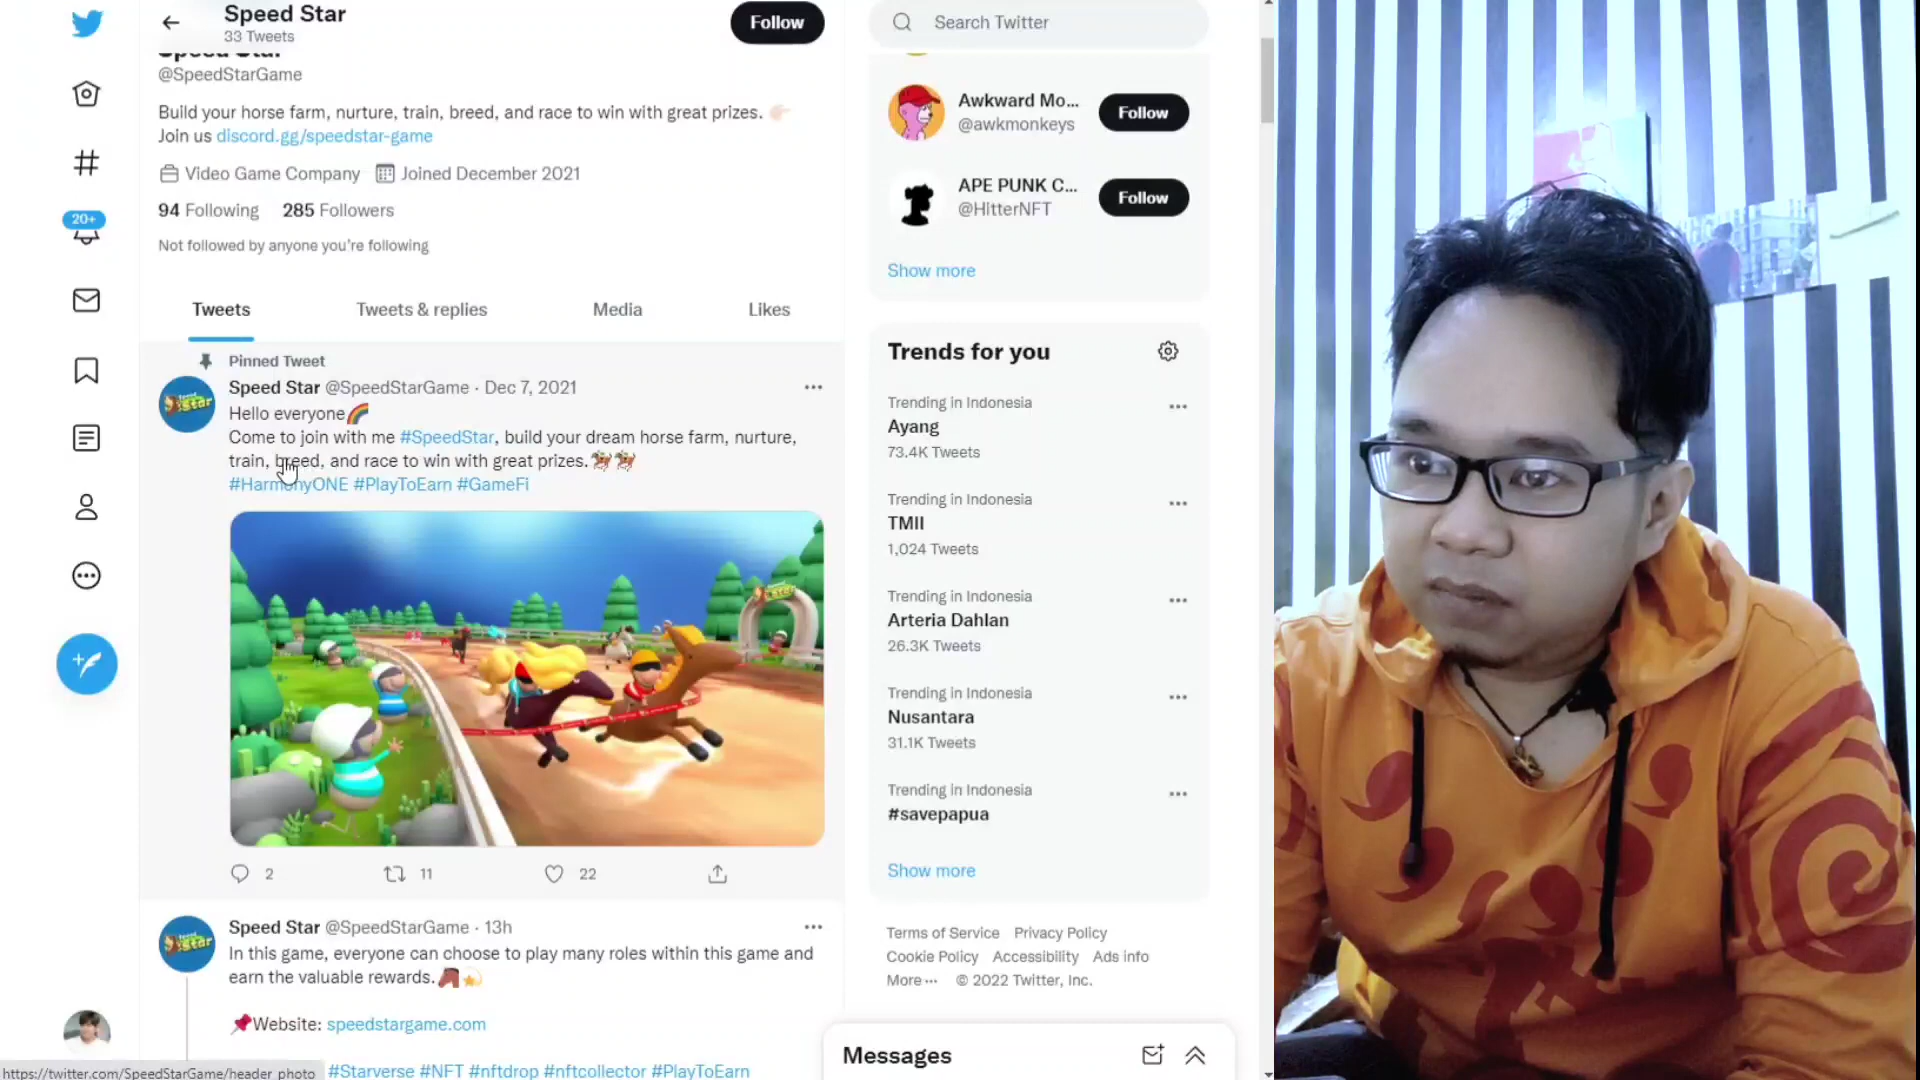 Speed Star
33 Tweets
Follow
Search Twitter
Speed Star
@SpeedStarGame
Build your horse farm, nurture, train, breed, and race to win with great prizes. 👉🏻
Join us discord.gg/speedstar-game
Video Game Company Joined December 2021
94 Following 285 Followers
Not followed by anyone you're following
Tweets Tweets & replies Media Likes
Pinned Tweet
Speed Star @SpeedStarGame · Dec 7, 2021
Hello everyone🌈
Come to join with me #SpeedStar, build your dream horse farm, nurture,
train, breed, and race to win with great prizes.🏇🏇
#HarmonyONE #PlayToEarn #GameFi
Speed Star
2 11 22
Speed Star @SpeedStarGame · 13h
In this game, everyone can choose to play many roles within this game and
earn the valuable rewards.🐴💫
📌Website: speedstargame.com
#Starverse #NFT #nftdrop #nftcollector #PlayToEarn
20+
https://twitter.com/SpeedStarGame/header_photo
Awkward Mo...
@awkmonkeys
Follow
APE PUNK C...
@HitterNFT
Follow
Show more
Trends for you
Trending in Indonesia
Ayang
73.4K Tweets
Trending in Indonesia
TMII
1,024 Tweets
Trending in Indonesia
Arteria Dahlan
26.3K Tweets
Trending in Indonesia
Nusantara
31.1K Tweets
Trending in Indonesia
#savepapua
Show more
Terms of Service Privacy Policy
Cookie Policy Accessibility Ads info
More ··· © 2022 Twitter, Inc.
Messages